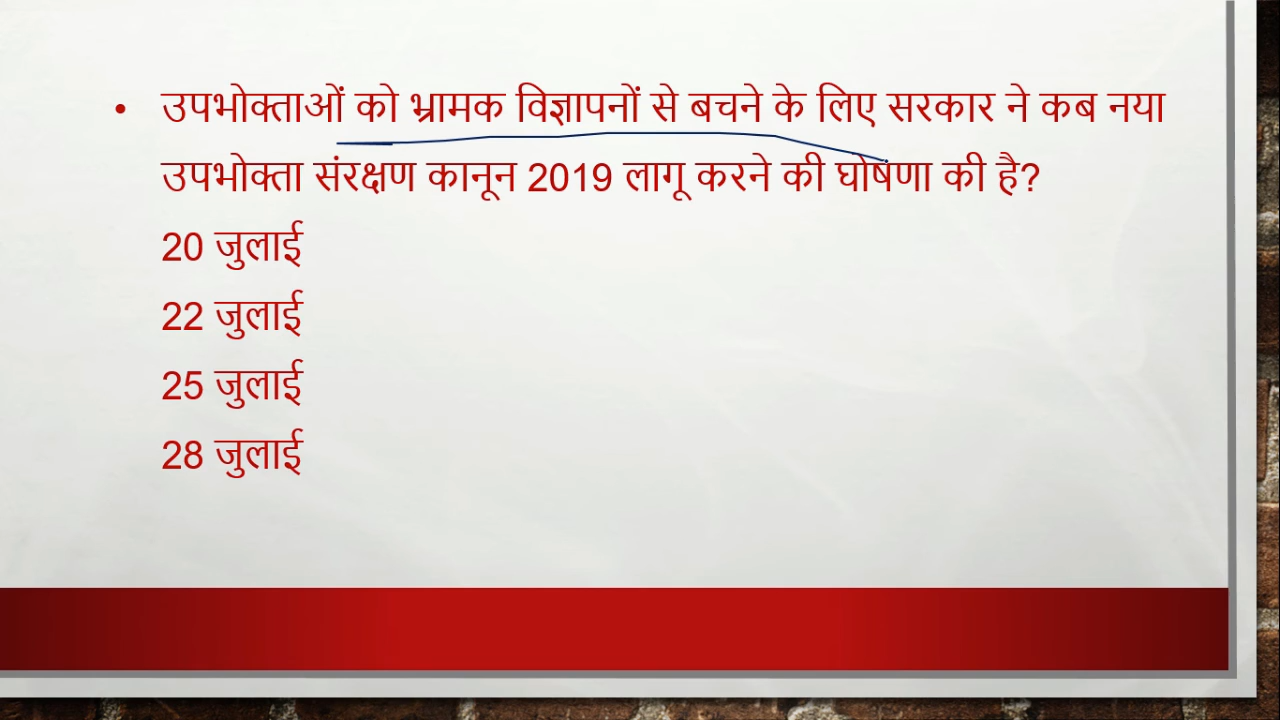 • उपभोक्ताओं को भ्रामक विज्ञापनों से बचने के लिए सरकार ने कब नया
उपभोक्ता संरक्षण कानून 2019 लागू करने की घोषणा की है?
20 जुलाई
22 जुलाई
25 जुलाई
28 जुलाई